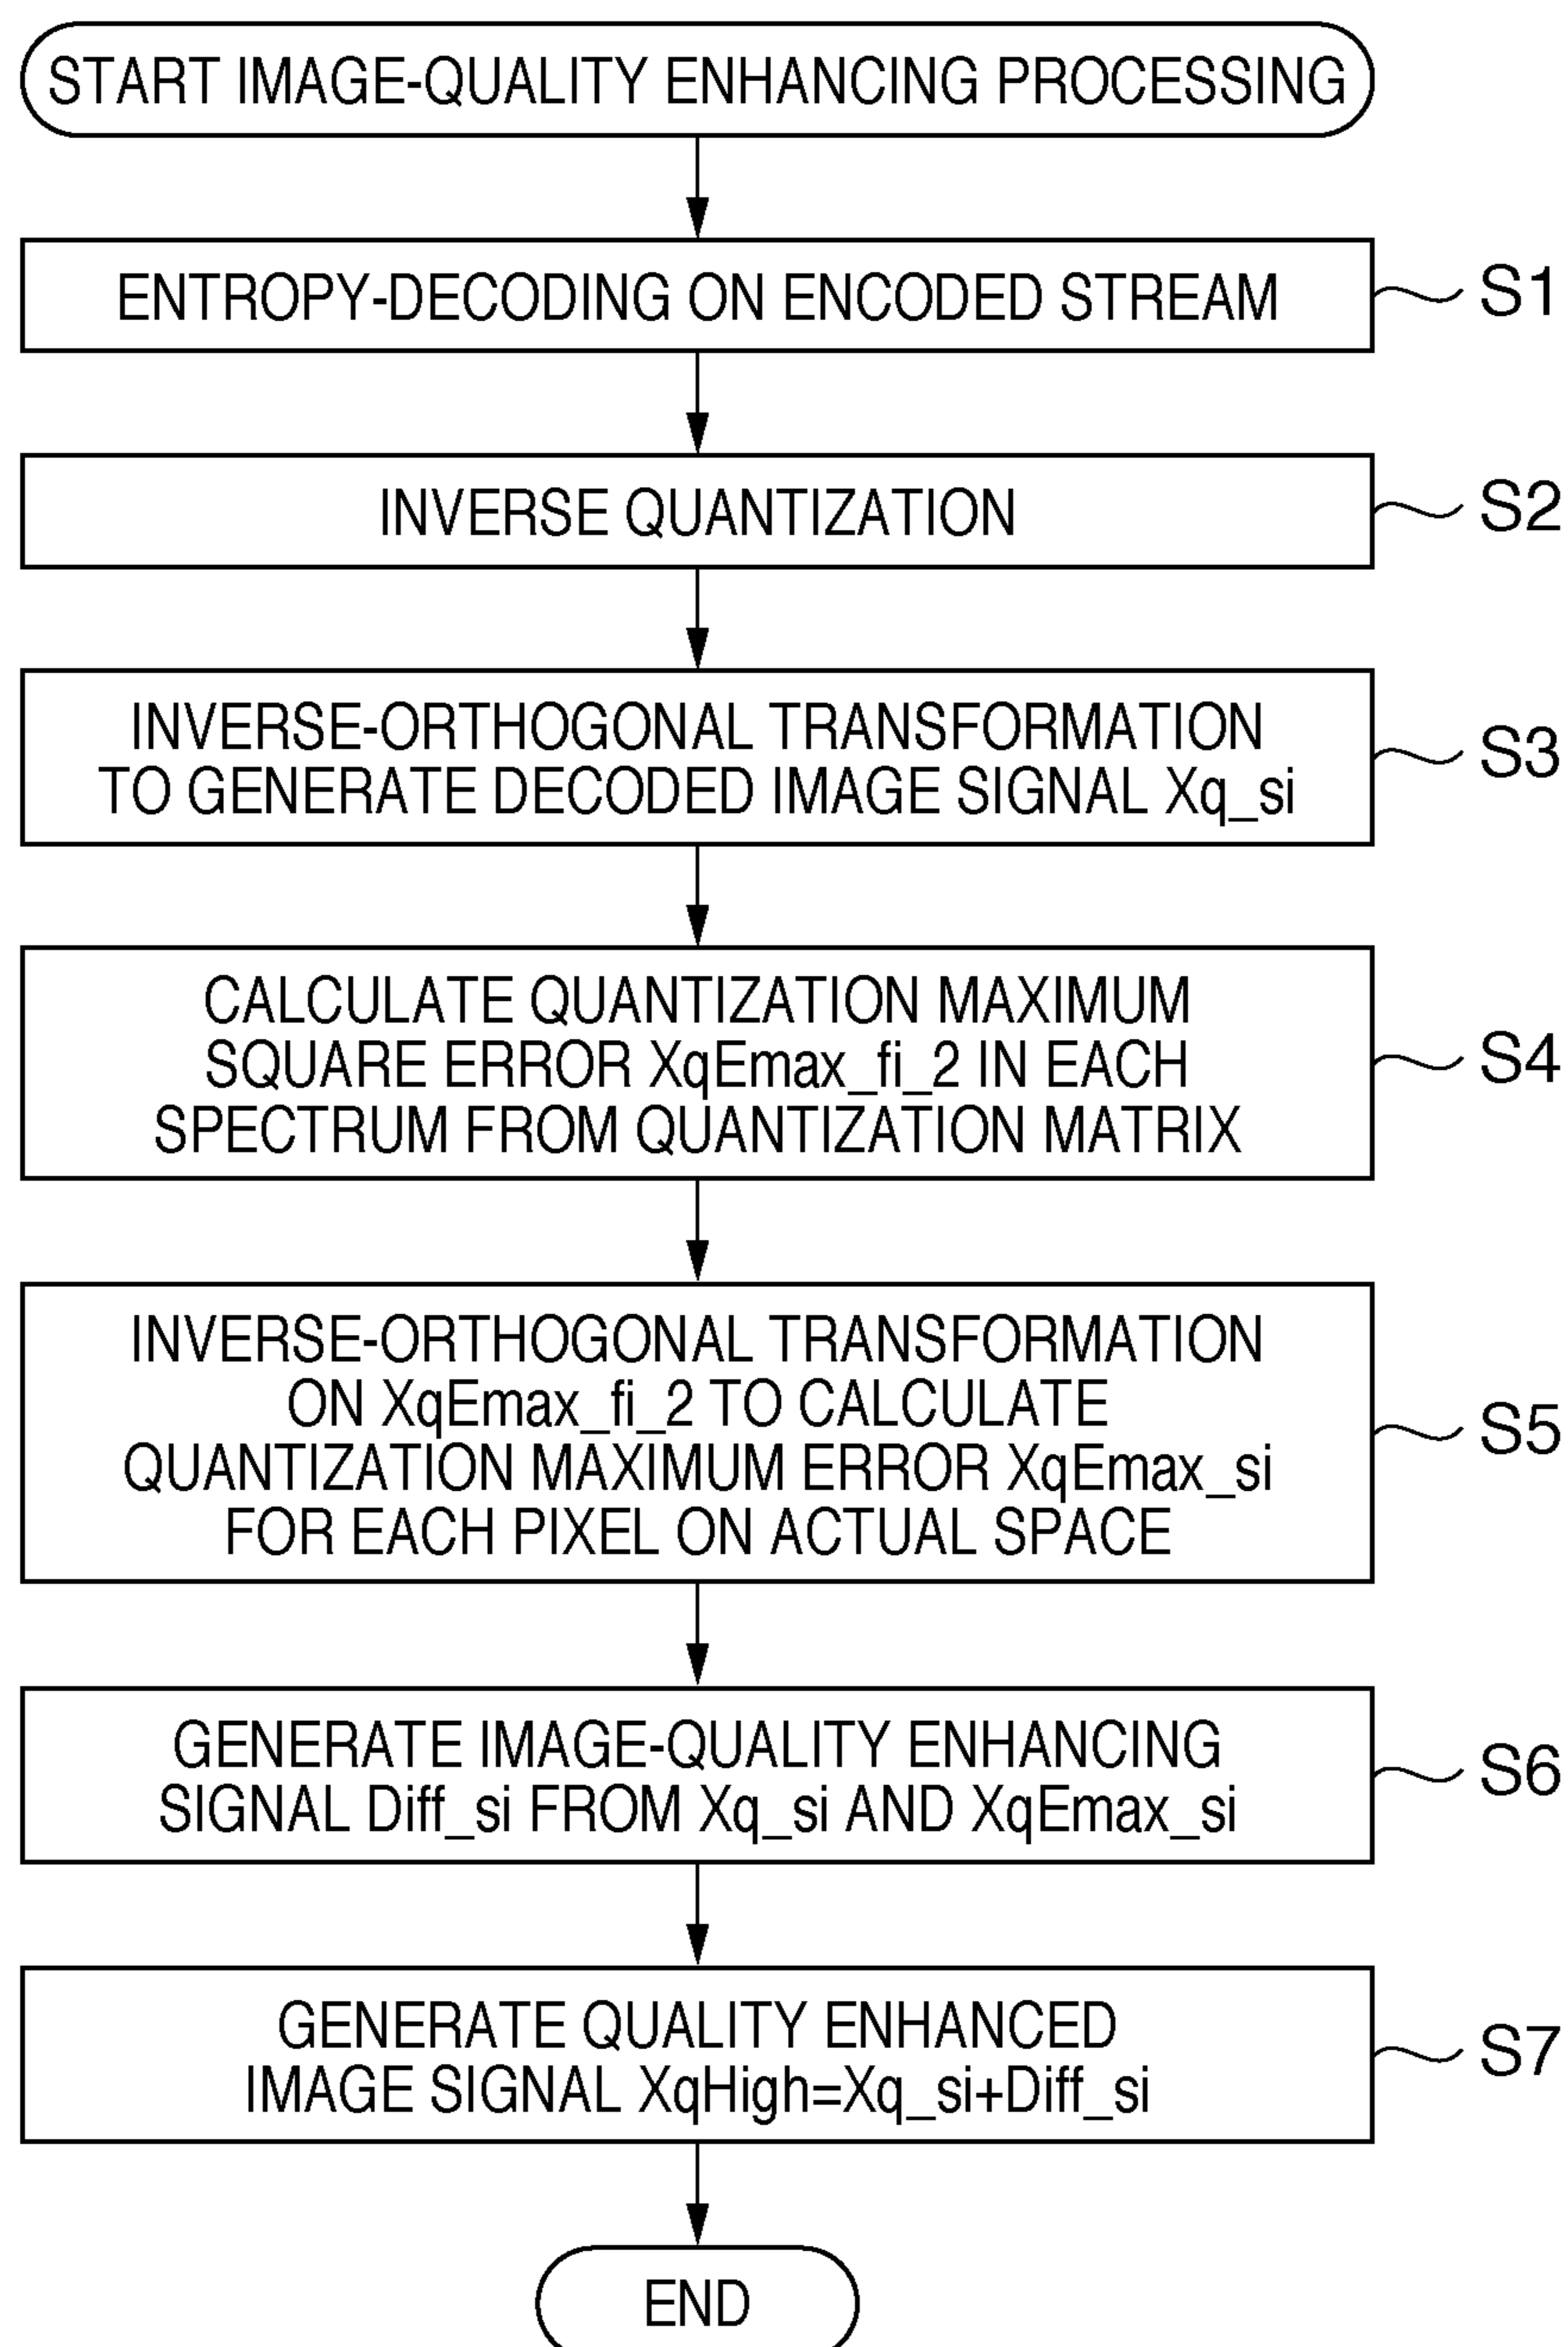 START IMAGE-QUALITY ENHANCING PROCESSING
ENTROPY-DECODING ON ENCODED STREAM
S1
INVERSE QUANTIZATION
S2
INVERSE-ORTHOGONAL TRANSFORMATION
TO GENERATE DECODED IMAGE SIGNAL Xq_si
S3
CALCULATE QUANTIZATION MAXIMUM
SQUARE ERROR XqEmax_fi_2 IN EACH
SPECTRUM FROM QUANTIZATION MATRIX
S4
INVERSE-ORTHOGONAL TRANSFORMATION
ON XqEmax_fi_2 TO CALCULATE
QUANTIZATION MAXIMUM ERROR XqEmax_si
FOR EACH PIXEL ON ACTUAL SPACE
S5
GENERATE IMAGE-QUALITY ENHANCING
SIGNAL Diff_si FROM Xq_si AND XqEmax_si
S6
GENERATE QUALITY ENHANCED
IMAGE SIGNAL XqHigh=Xq_si+Diff_si
S7
END